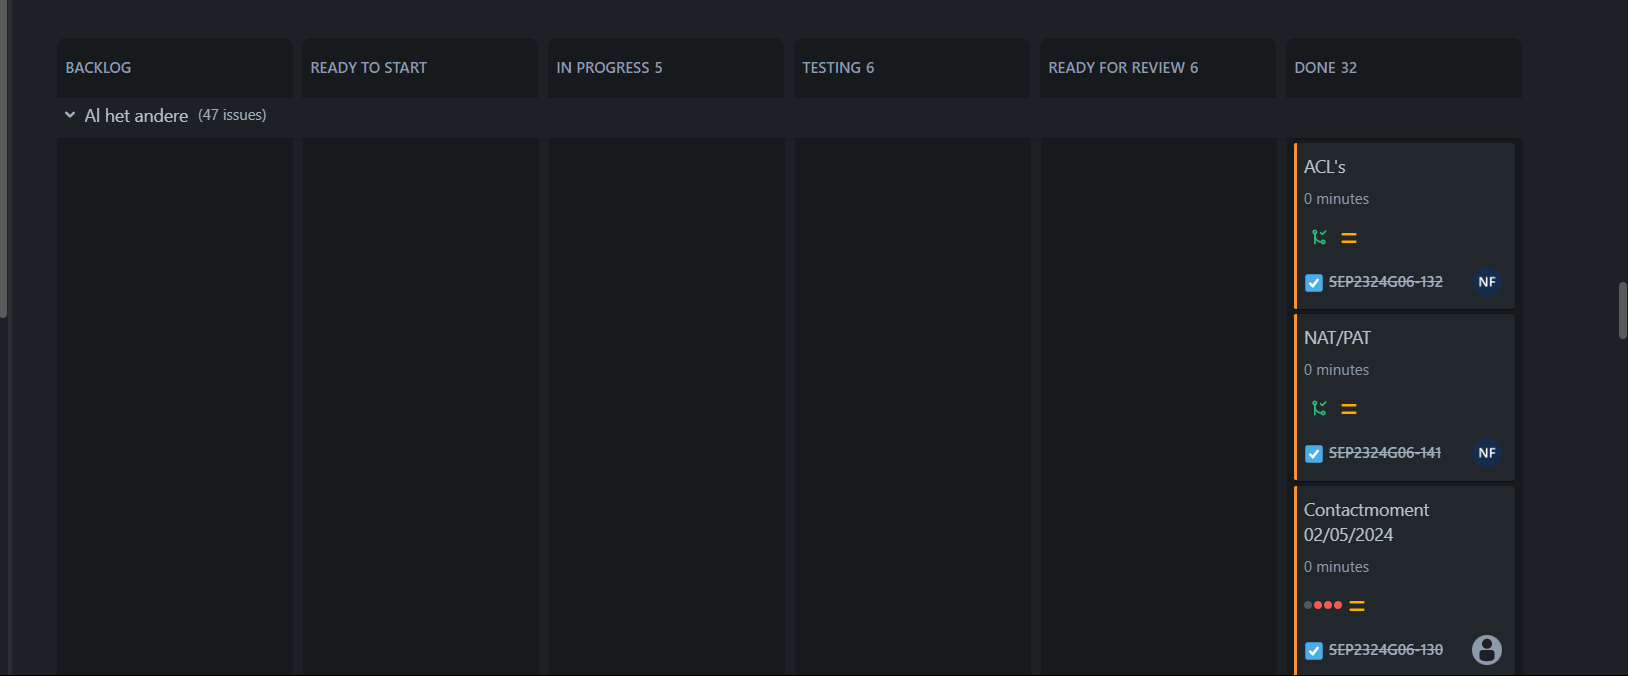 BACKLOG
READY TO START
IN PROGRESS 5
TESTING 6
READY FOR REVIEW 6
DONE 32
Al het andere (47 issues)
ACL's
0 minutes
SEP2324G06-132
NF
NAT/PAT
0 minutes
SEP2324G06-141
NF
Contactmoment
02/05/2024
0 minutes
SEP2324G06-130